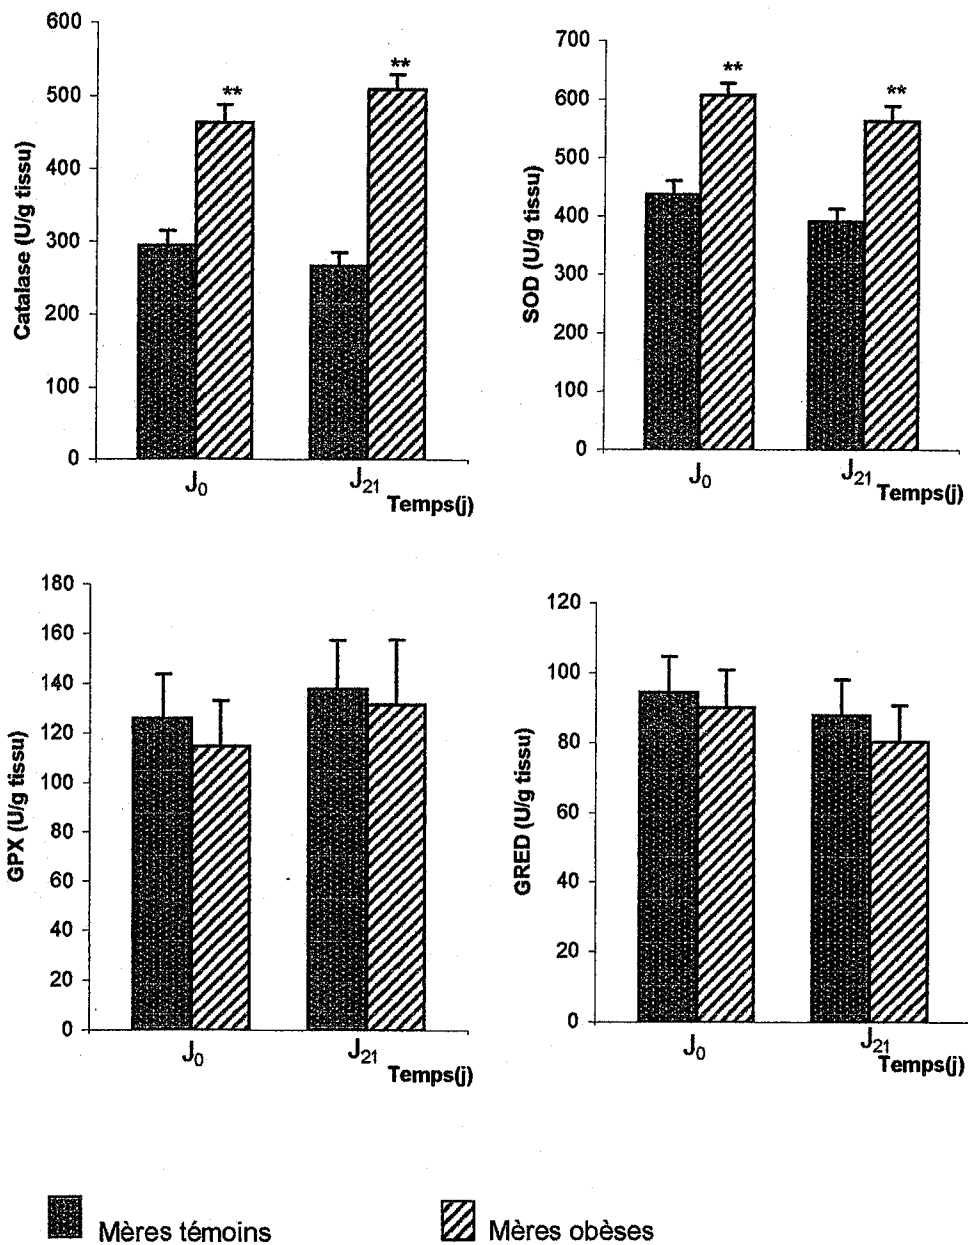 600
500
400
300
200
100
0
Catalase (U/g tissu)
**
**
J0
J21
Temps(j)
700
600
500
400
300
200
100
0
SOD (U/g tissu)
**
**
J0
J21
Temps(j)
180
160
140
120
100
80
60
40
20
0
GPX (U/g tissu)
J0
J21
Temps(j)
120
100
80
60
40
20
0
GRED (U/g tissu)
J0
J21
Temps(j)
Mères témoins
Mères obèses